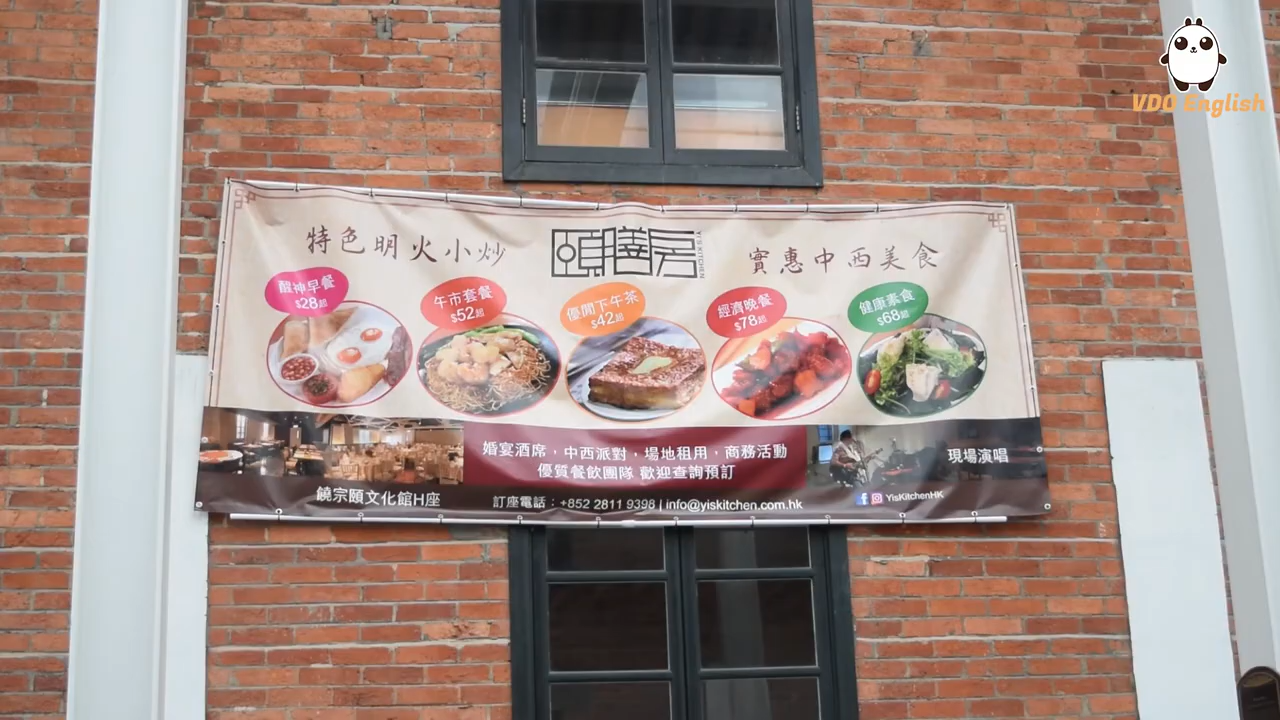 VDO English
特色明火小炒
頤膳房
YISKITCHEN
實惠中西美食
醒神早餐
$28起
午市套餐
$52起
優閒下午茶
$42起
經濟晚餐
$78起
健康素食
$68起
婚宴酒席，中西派對，場地租用，商務活動
優質餐飲團隊 歡迎查詢預訂
現場演唱
饒宗頤文化館H座
訂座電話：+852 2811 9398 | info@yiskitchen.com.hk
YisKitchenHK